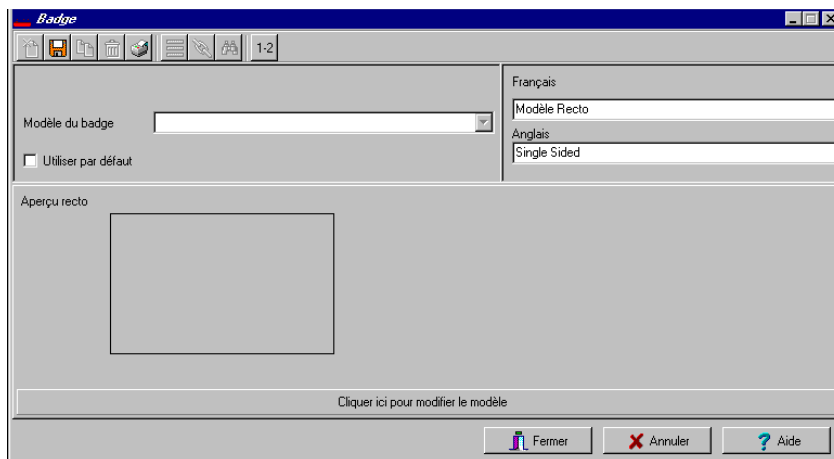 Badge
1-2
Français
Modèle Recto
Modèle du badge
Anglais
Single Sided
Utiliser par défaut
Aperçu recto
Cliquer ici pour modifier le modèle
Fermer
Annuler
? Aide